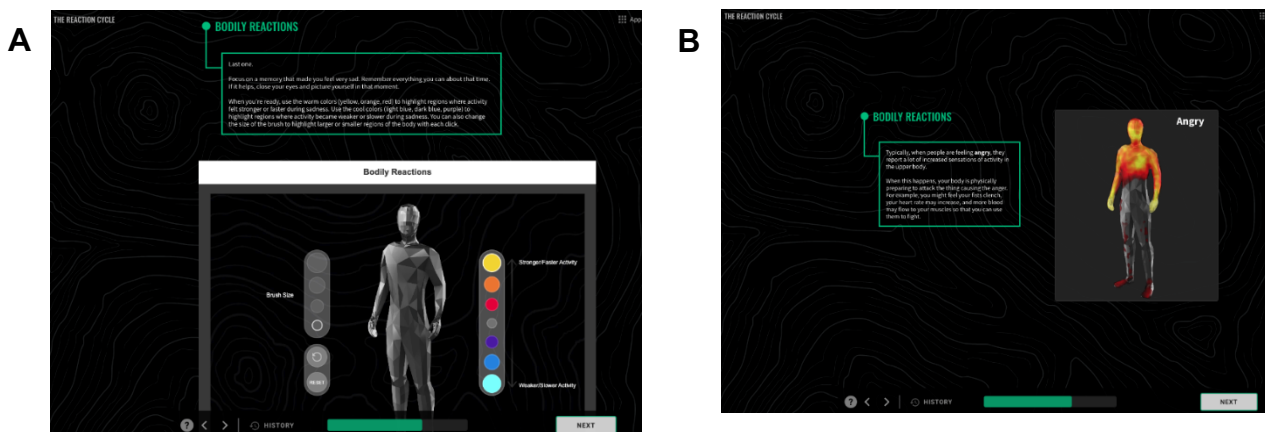 A
THE REACTION CYCLE
App
BODILY REACTIONS
Last one.
Focus on a memory that made you feel very sad. Remember everything you can about that time.
If it helps, close your eyes and picture yourself in that moment.
When you're ready, use the warm colors (yellow, orange, red) to highlight regions where activity
felt stronger or faster during sadness. Use the cool colors (light blue, dark blue, purple) to
highlight regions where activity became weaker or slower during sadness. You can also change
the size of the brush to highlight larger or smaller regions of the body with each click.
Bodily Reactions
Stronger/Faster Activity
Brush Size
RESET
Weaker/Slower Activity
? < > HISTORY
NEXT
B
THE REACTION CYCLE
BODILY REACTIONS
Typically, when people are feeling angry, they
report a lot of increased sensations of activity in
the upper body.
When this happens, your body is physically
preparing to attack the thing causing the anger.
For example, you might feel your fists clench,
your heart rate may increase, and more blood
may flow to your muscles so that you can use
them to fight.
Angry
? < > HISTORY
NEXT